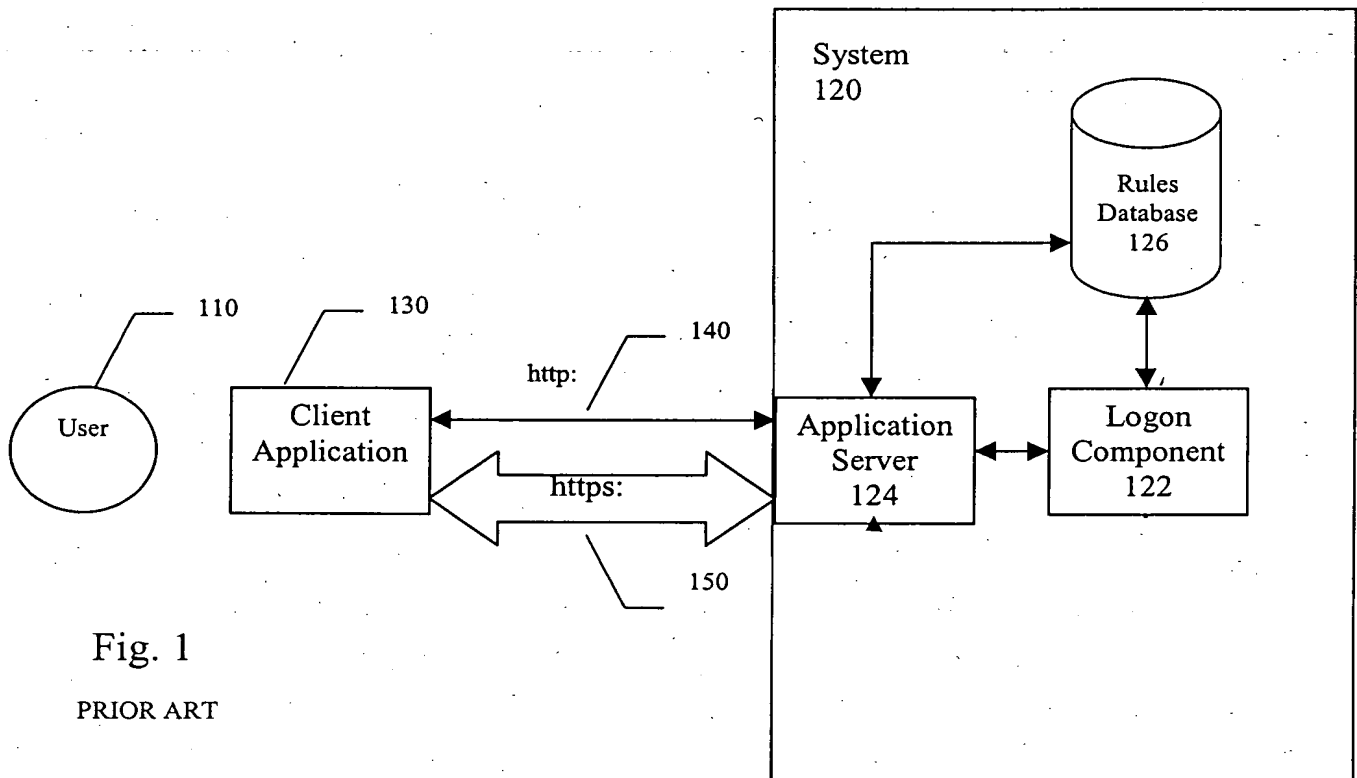 System
120
Rules
Database
126
110
130
140
http:
User
Client
Application
Application
Server
124
Logon
Component
122
https:
150
Fig. 1
PRIOR ART